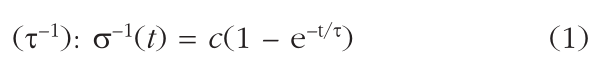 (τ⁻¹): σ⁻¹(t) = c(1 – e⁻ᵗ/τ) (1)